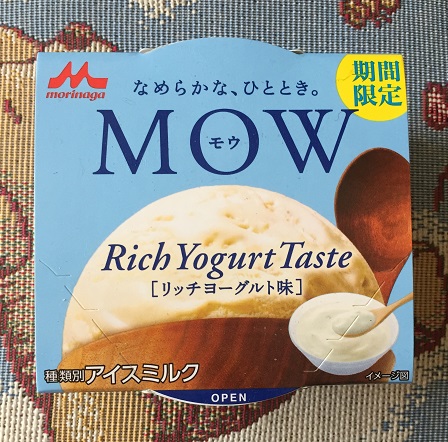 morinaga
なめらかな、ひととき。
期間
限定
MOW
モウ
Rich Yogurt Taste
[リッチヨーグルト味]
種類別アイスミルク
イメージ図
OPEN